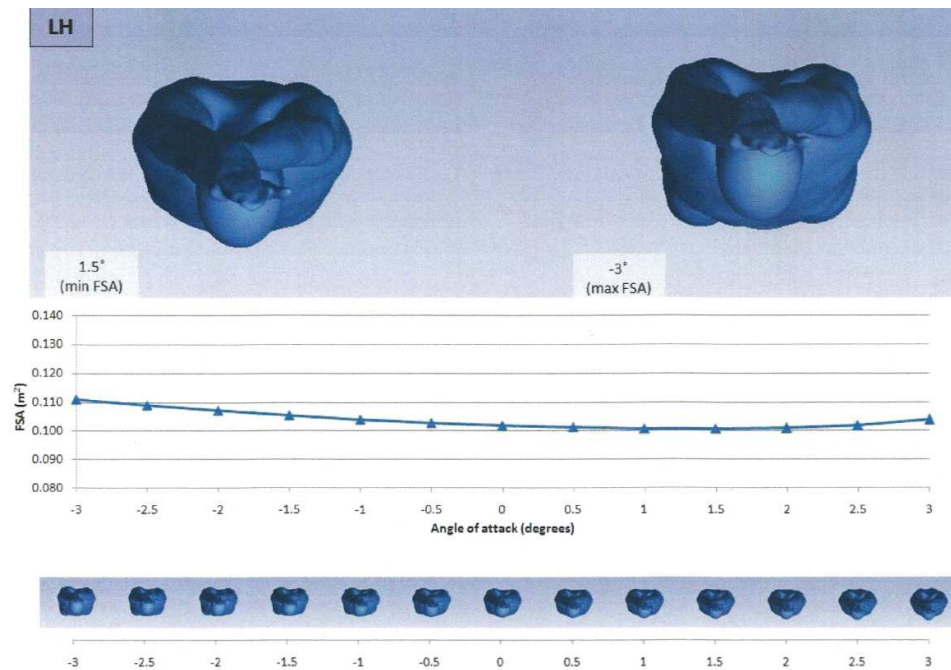 LH
1.5°
(min FSA)
-3°
(max FSA)
0.140
0.130
0.120
0.110
0.100
0.090
0.080
FSA (m²)
-3 -2.5 -2 -1.5 -1 -0.5 0 0.5 1 1.5 2 2.5 3
Angle of attack (degrees)
-3 -2.5 -2 -1.5 -1 -0.5 0 0.5 1 1.5 2 2.5 3